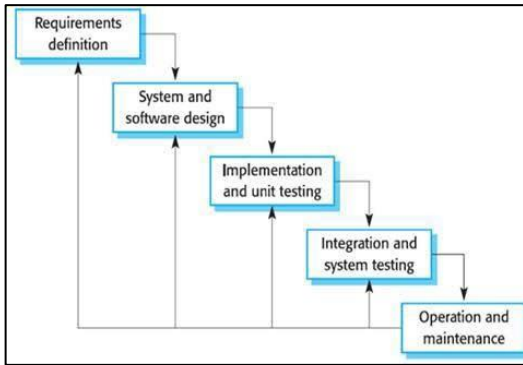 Requirements
definition
System and
software design
Implementation
and unit testing
Integration and
system testing
Operation and
maintenance